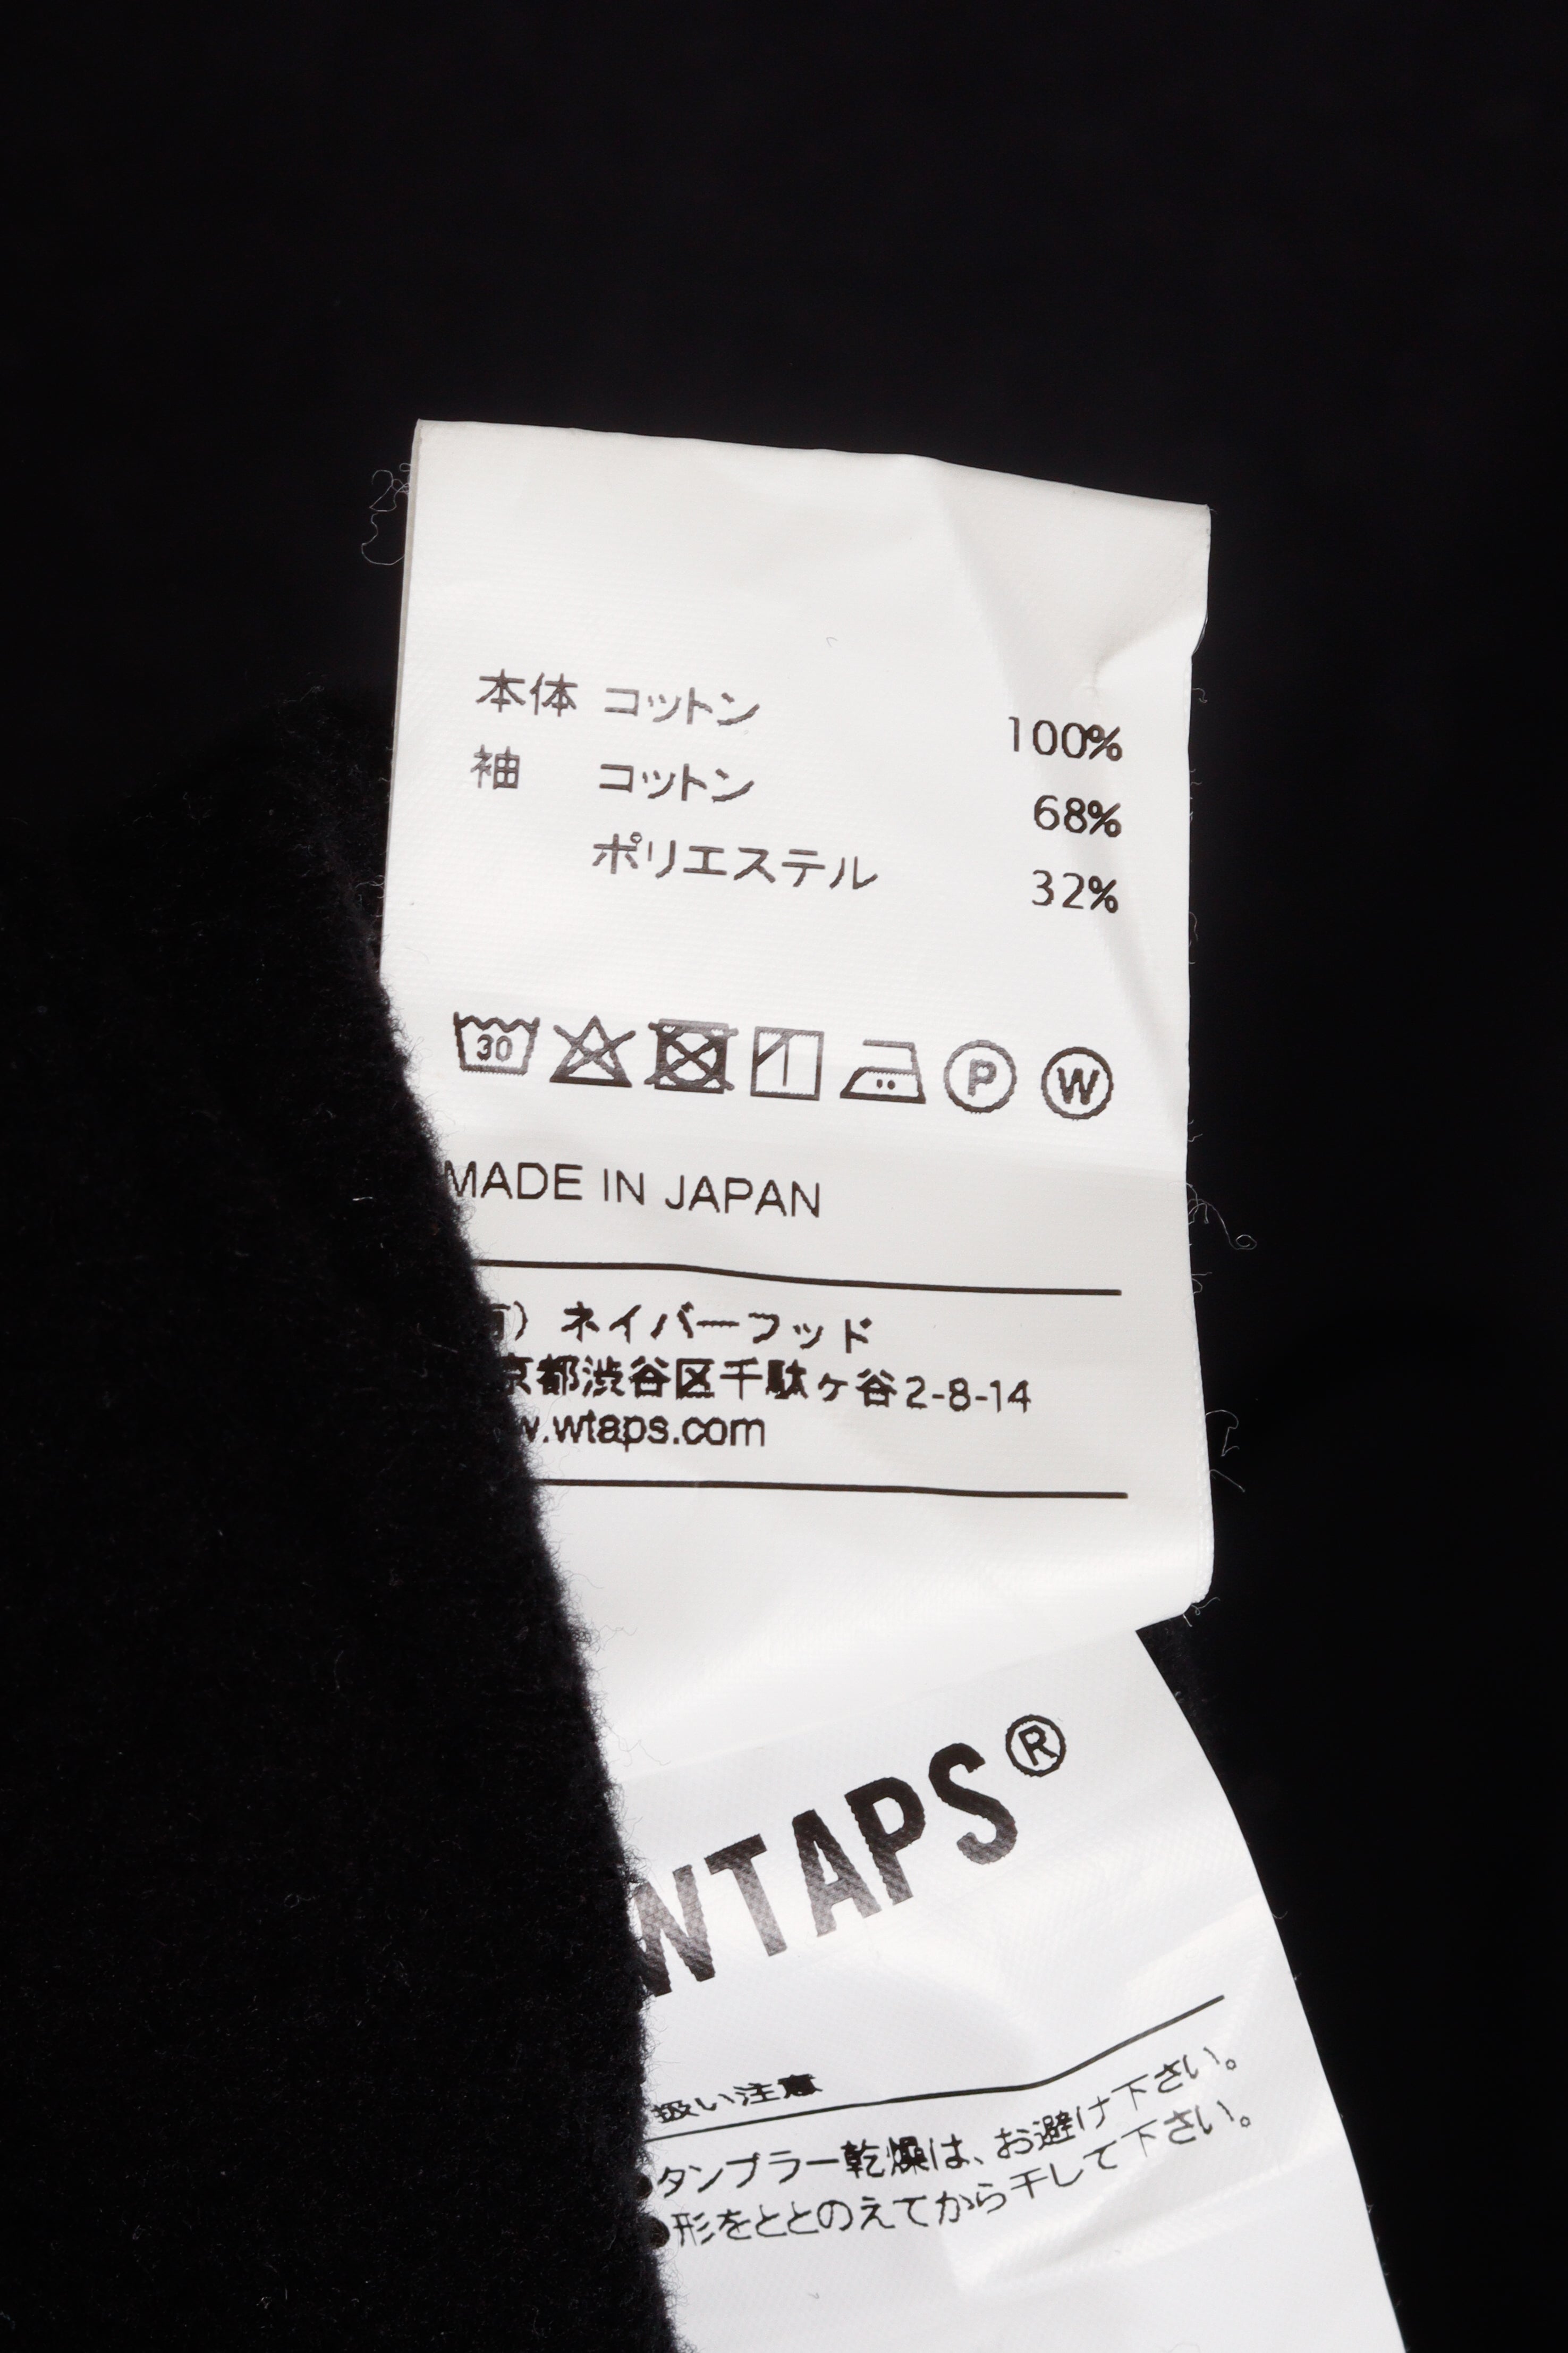 本体 コットン 100%
袖 コットン 68%
ポリエステル 32%
30
P W
MADE IN JAPAN
有）ネイバーフッド
京都渋谷区千駄ヶ谷2-8-14
w.wtaps.com
WTAPS®
扱い注意
●タンブラー乾燥は、お避け下さい。
●形をととのえてから干して下さい。